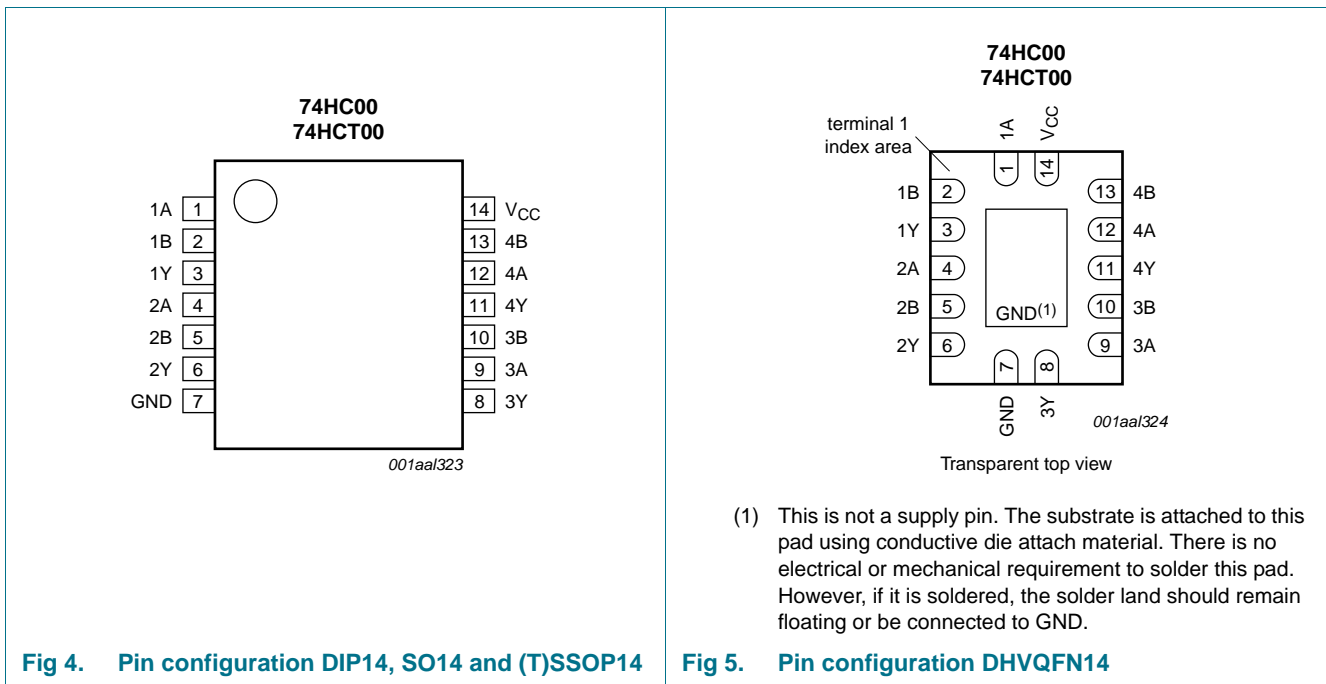 74HC00
74HCT00
1A 1
1B 2
1Y 3
2A 4
2B 5
2Y 6
GND 7
14 VCC
13 4B
12 4A
11 4Y
10 3B
9 3A
8 3Y
001aal323
Fig 4. Pin configuration DIP14, SO14 and (T)SSOP14
74HC00
74HCT00
terminal 1
index area
1A
VCC
1
14
1B 2
1Y 3
2A 4
2B 5
2Y 6
13 4B
12 4A
11 4Y
10 3B
9 3A
GND(1)
7
8
GND
3Y
001aal324
Transparent top view
(1) This is not a supply pin. The substrate is attached to this
pad using conductive die attach material. There is no
electrical or mechanical requirement to solder this pad.
However, if it is soldered, the solder land should remain
floating or be connected to GND.
Fig 5. Pin configuration DHVQFN14